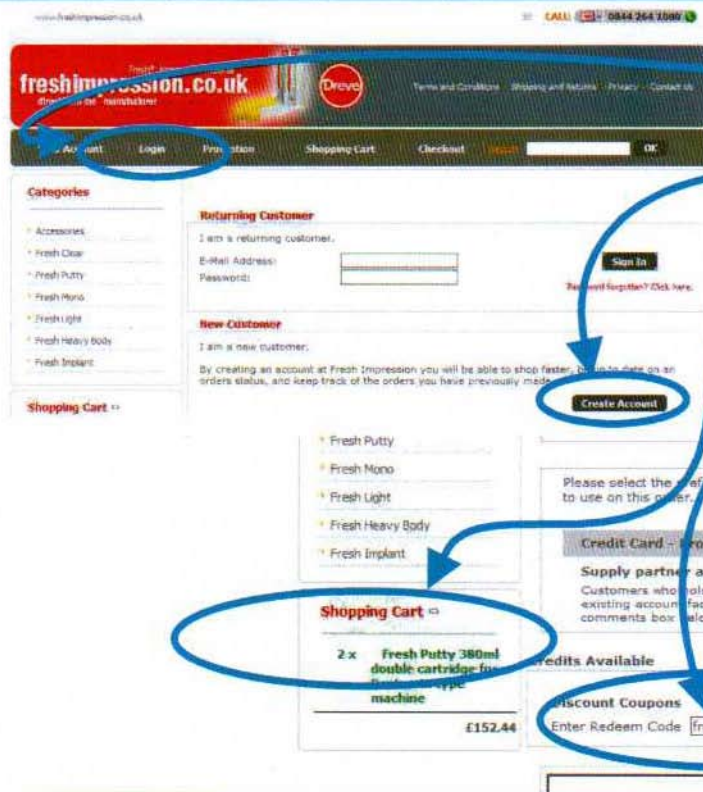 www.freshimpression.co.uk
CALL: 0844 264 2080
freshimpression.co.uk
direct the manufacturer
Dreve
Terms and Conditions Shipping and Returns Privacy Contact Us
Account Login Promotion Shopping Cart Checkout OK
Categories
Accessories
Fresh Clear
Fresh Putty
Fresh Mono
Fresh Light
Fresh Heavy Body
Fresh Implant
Shopping Cart
Returning Customer
I am a returning customer.
E-Mail Address:
Password:
Sign In
Password forgotten? Click here.
New Customer
I am a new customer.
By creating an account at Fresh Impression you will be able to shop faster, be up to date on an
orders status, and keep track of the orders you have previously made.
Create Account
Fresh Putty
Fresh Mono
Fresh Light
Fresh Heavy Body
Fresh Implant
Shopping Cart
2 x Fresh Putty 380ml
double cartridge for
type
machine
£152.44
Please select the
to use on this order.
Credit Card -
Supply partner
Customers who
existing account
comments box
Credits Available
Discount Coupons
Enter Redeem Code